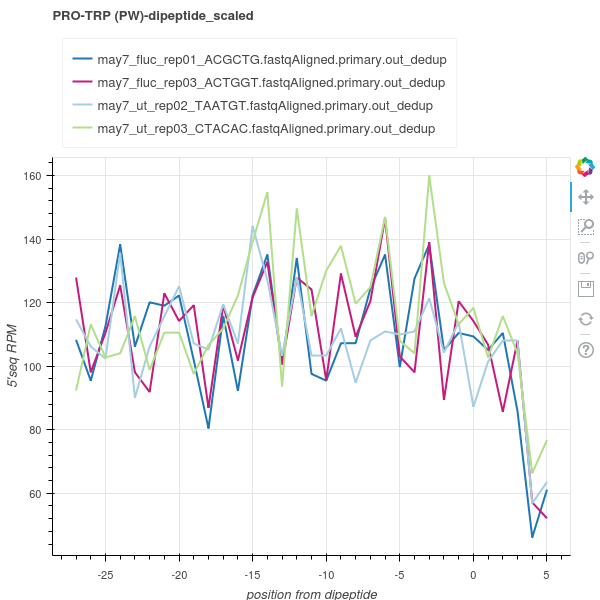 PRO-TRP (PW)-dipeptide_scaled
may7_fluc_rep01_ACGCTG.fastqAligned.primary.out_dedup
may7_fluc_rep03_ACTGGT.fastqAligned.primary.out_dedup
may7_ut_rep02_TAATGT.fastqAligned.primary.out_dedup
may7_ut_rep03_CTACAC.fastqAligned.primary.out_dedup
160
140
120
100
80
60
5'seq RPM
-25 -20 -15 -10 -5 0 5
position from dipeptide